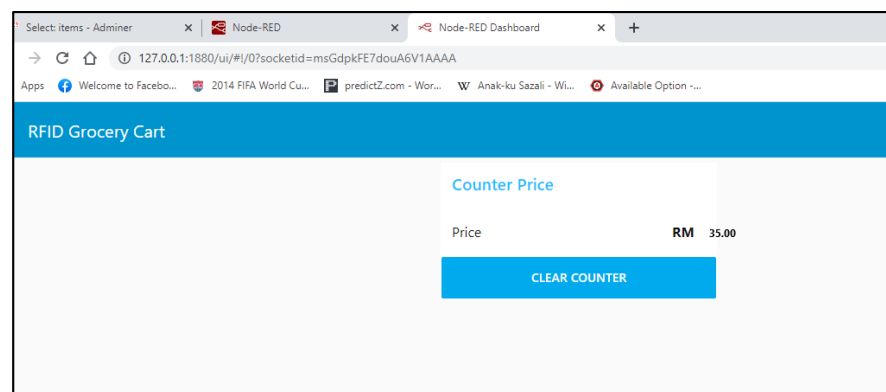 Select: items - Adminer × Node-RED × Node-RED Dashboard × +
127.0.0.1:1880/ui/#!/0?socketid=msGdpkFE7douA6V1AAAA
Apps Welcome to Facebo... 2014 FIFA World Cu... predictZ.com - Wor... W Anak-ku Sazali - Wi... Available Option -...
RFID Grocery Cart
Counter Price
Price RM 35.00
CLEAR COUNTER